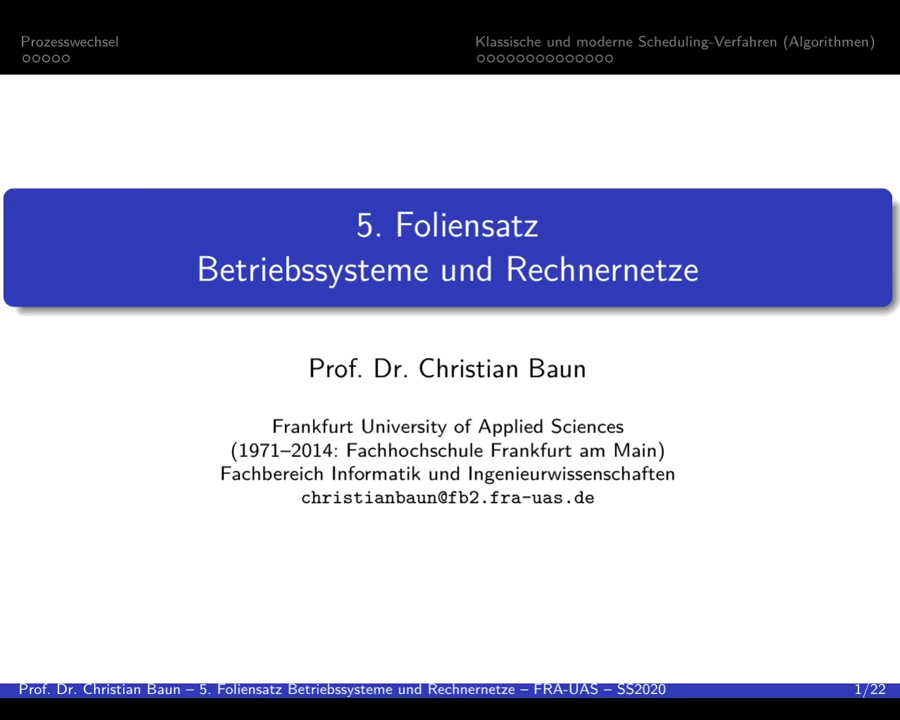 Prozesswechsel
Klassische und moderne Scheduling-Verfahren (Algorithmen)
5. Foliensatz
Betriebssysteme und Rechnernetze
Prof. Dr. Christian Baun
Frankfurt University of Applied Sciences
(1971–2014: Fachhochschule Frankfurt am Main)
Fachbereich Informatik und Ingenieurwissenschaften
christianbaun@fb2.fra-uas.de
Prof. Dr. Christian Baun – 5. Foliensatz Betriebssysteme und Rechnernetze – FRA-UAS – SS2020
1/22